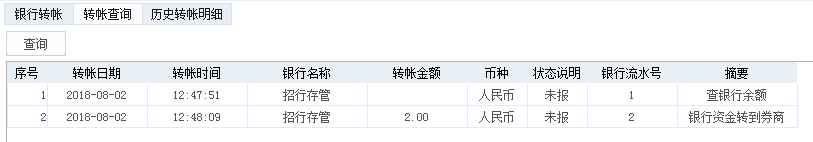 银行转帐 转帐查询 历史转帐明细
查询
序号 转帐日期 转帐时间 银行名称 转帐金额 币种 状态说明 银行流水号 摘要
1 2018-08-02 12:47:51 招行存管 人民币 未报 1 查银行余额
2 2018-08-02 12:48:09 招行存管 2.00 人民币 未报 2 银行资金转到券商